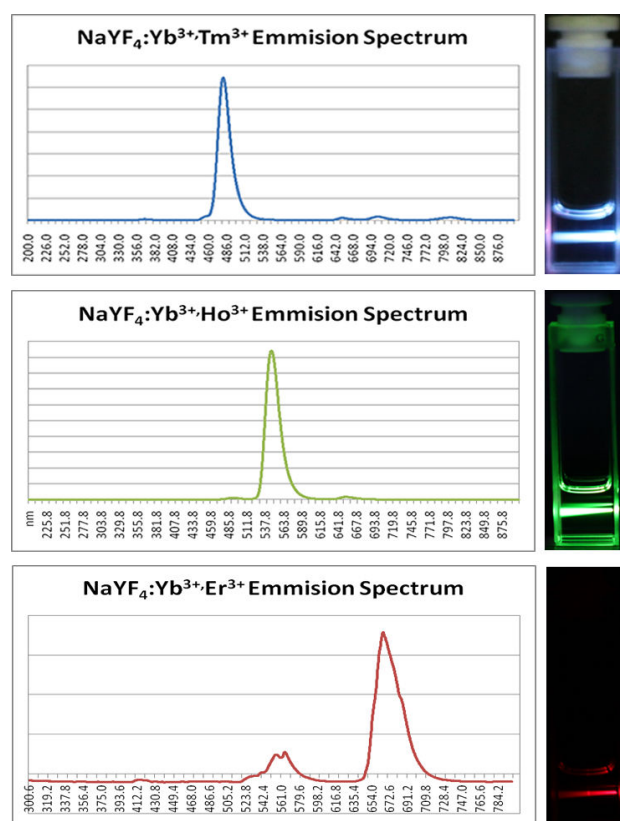 NaYF₄:Yb³⁺,Tm³⁺ Emmision Spectrum
200.0 226.0 252.0 278.0 304.0 330.0 356.0 382.0 408.0 434.0 460.0 486.0 512.0 538.0 564.0 590.0 616.0 642.0 668.0 694.0 720.0 746.0 772.0 798.0 824.0 850.0 876.0
NaYF₄:Yb³⁺,Ho³⁺ Emmision Spectrum
nm 225.8 251.8 277.8 303.8 329.8 355.8 381.8 407.8 433.8 459.8 485.8 511.8 537.8 563.8 589.8 615.8 641.8 667.8 693.8 719.8 745.8 771.8 797.8 823.8 849.8 875.8
NaYF₄:Yb³⁺,Er³⁺ Emmision Spectrum
300.6 319.2 337.8 356.4 375.0 393.6 412.2 430.8 449.4 468.0 486.6 505.2 523.8 542.4 561.0 579.6 598.2 616.8 635.4 654.0 672.6 691.2 709.8 728.4 747.0 765.6 784.2